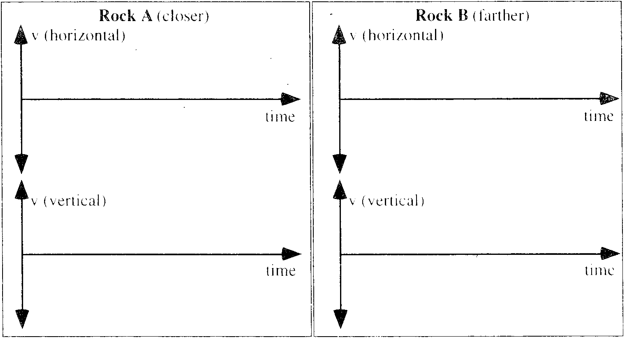 Rock A (closer)
v (horizontal)
time
v (vertical)
time
Rock B (farther)
v (horizontal)
time
v (vertical)
time